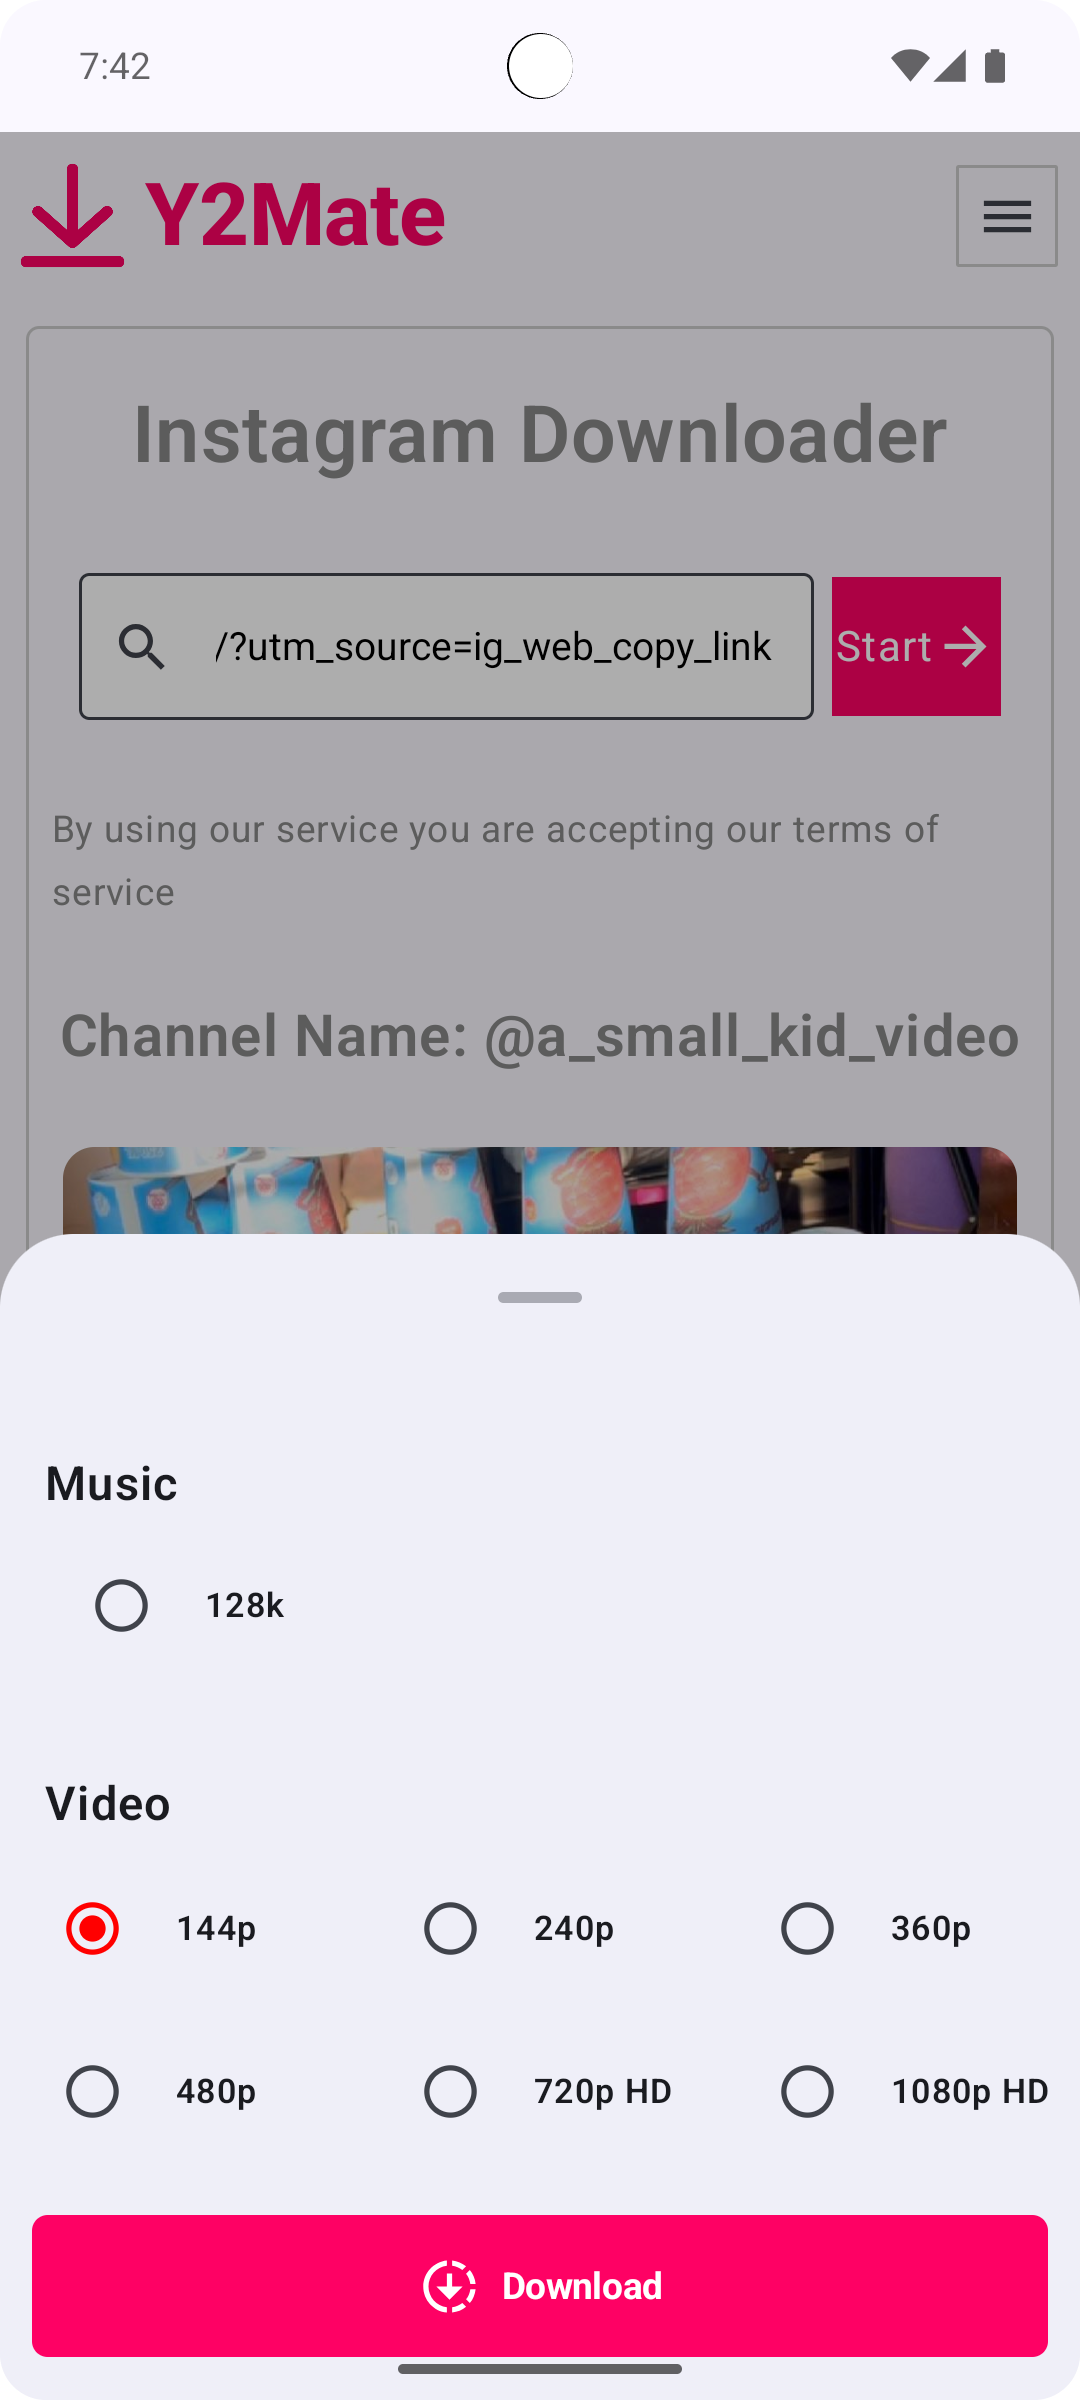 7:42
Y2Mate
Instagram Downloader
/?utm_source=ig_web_copy_link
Start
By using our service you are accepting our terms of
service
Channel Name: @a_small_kid_video
Music
128k
Video
144p 240p 360p
480p 720p HD 1080p HD
Download